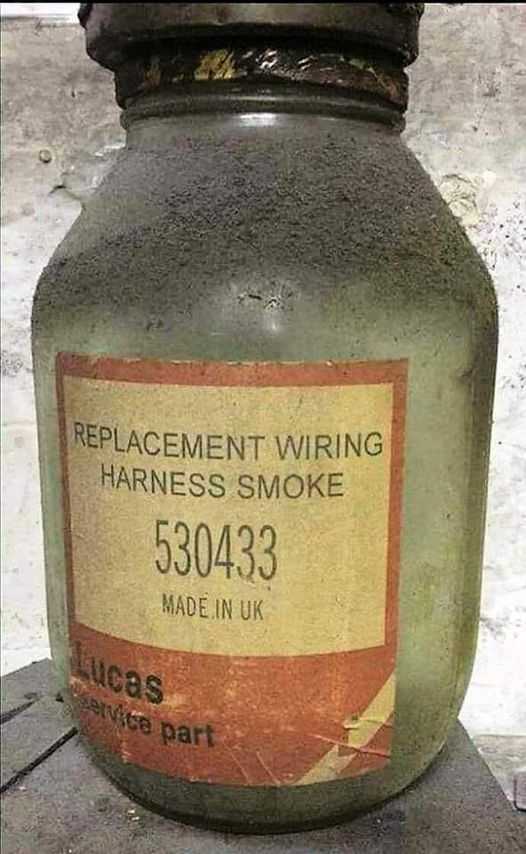 REPLACEMENT WIRING
HARNESS SMOKE
530433
MADE IN UK
Lucas
service part